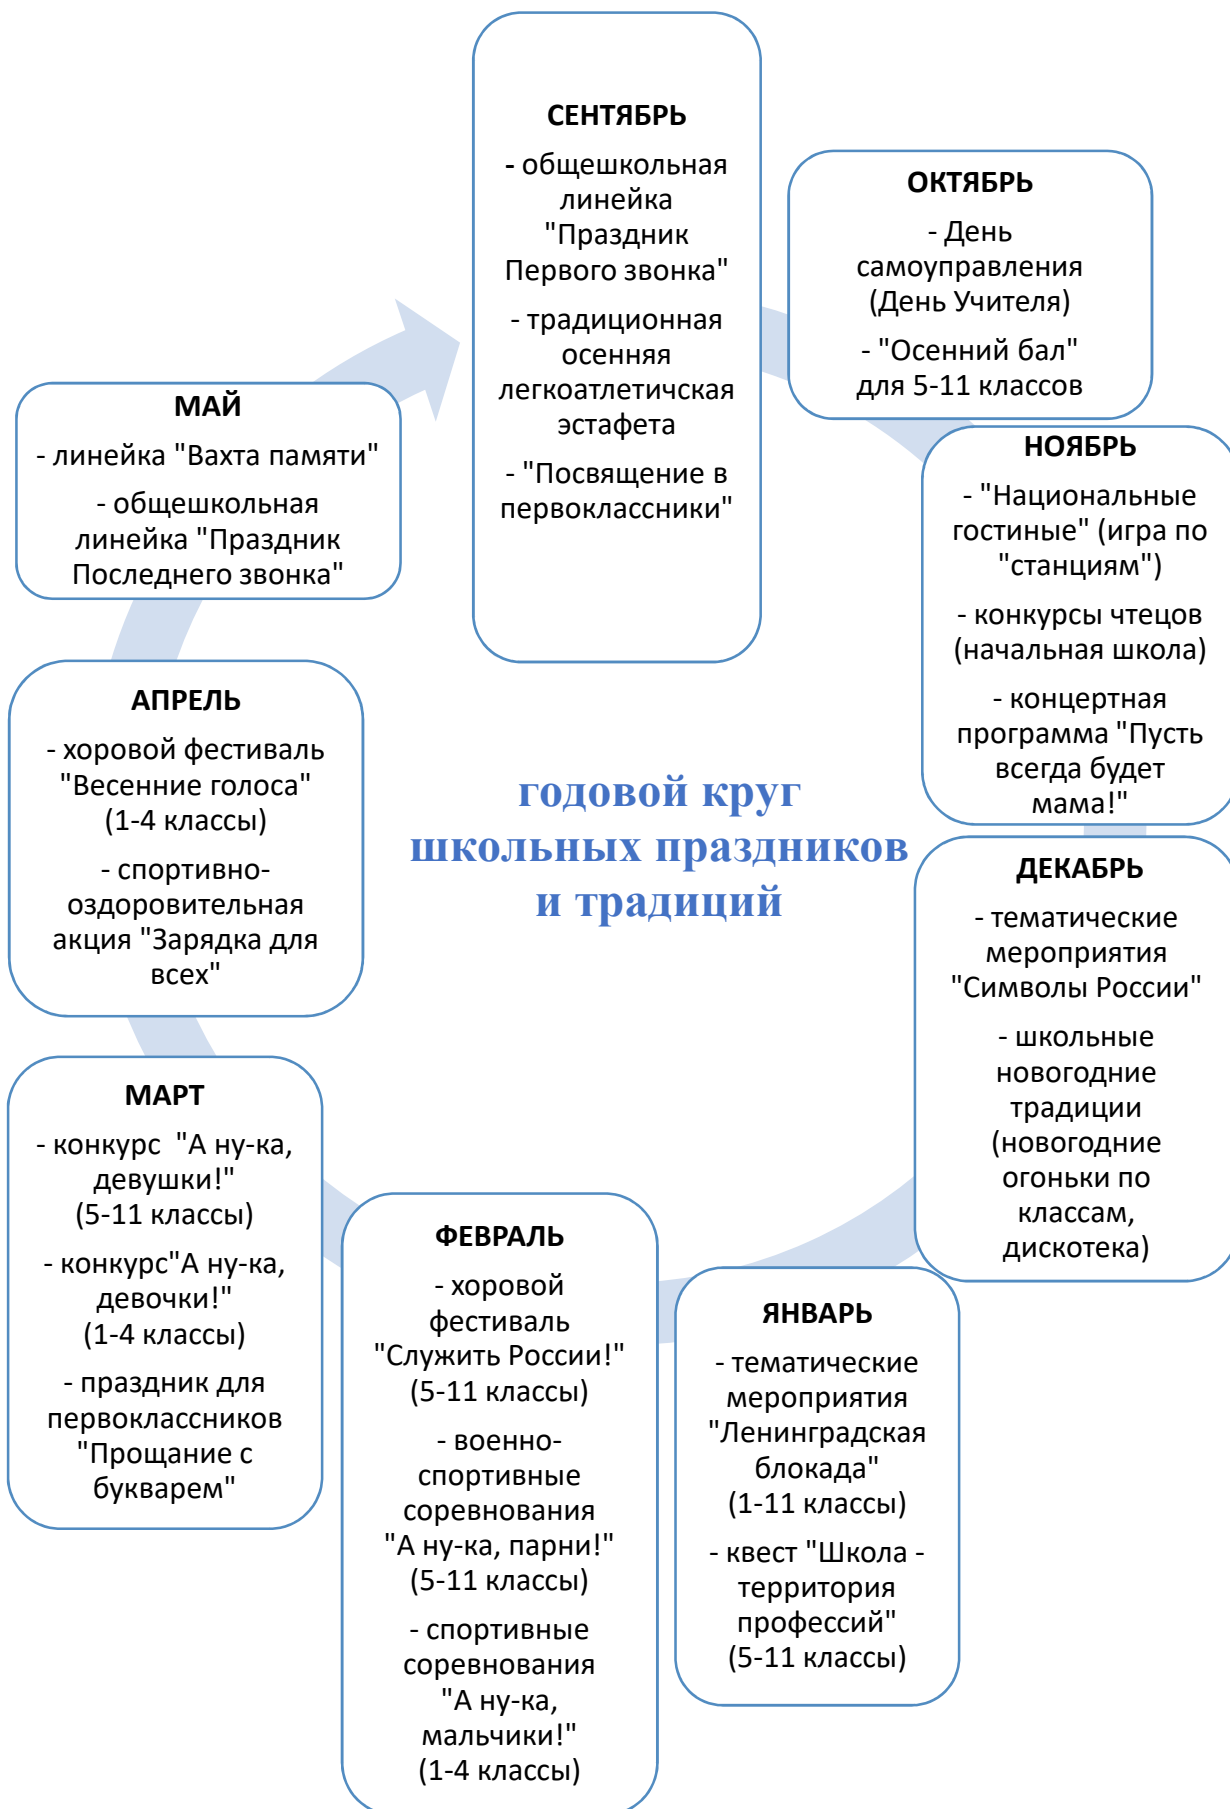 СЕНТЯБРЬ
- общешкольная
линейка
"Праздник
Первого звонка"
- традиционная
осенняя
легкоатлетичская
эстафета
- "Посвящение в
первоклассники"
ОКТЯБРЬ
- День
самоуправления
(День Учителя)
- "Осенний бал"
для 5-11 классов
НОЯБРЬ
- "Национальные
гостиные" (игра по
"станциям")
- конкурсы чтецов
(начальная школа)
- концертная
программа "Пусть
всегда будет
мама!"
ДЕКАБРЬ
- тематические
мероприятия
"Символы России"
- школьные
новогодние
традиции
(новогодние
огоньки по
классам,
дискотека)
ЯНВАРЬ
- тематические
мероприятия
"Ленинградская
блокада"
(1-11 классы)
- квест "Школа -
территория
профессий"
(5-11 классы)
ФЕВРАЛЬ
- хоровой
фестиваль
"Служить России!"
(5-11 классы)
- военно-
спортивные
соревнования
"А ну-ка, парни!"
(5-11 классы)
- спортивные
соревнования
"А ну-ка,
мальчики!"
(1-4 классы)
МАРТ
- конкурс  "А ну-ка,
девушки!"
(5-11 классы)
- конкурс"А ну-ка,
девочки!"
(1-4 классы)
- праздник для
первоклассников
"Прощание с
букварем"
АПРЕЛЬ
- хоровой фестиваль
"Весенние голоса"
(1-4 классы)
- спортивно-
оздоровительная
акция "Зарядка для
всех"
МАЙ
- линейка "Вахта памяти"
- общешкольная
линейка "Праздник
Последнего звонка"
годовой круг
школьных праздников
и традиций